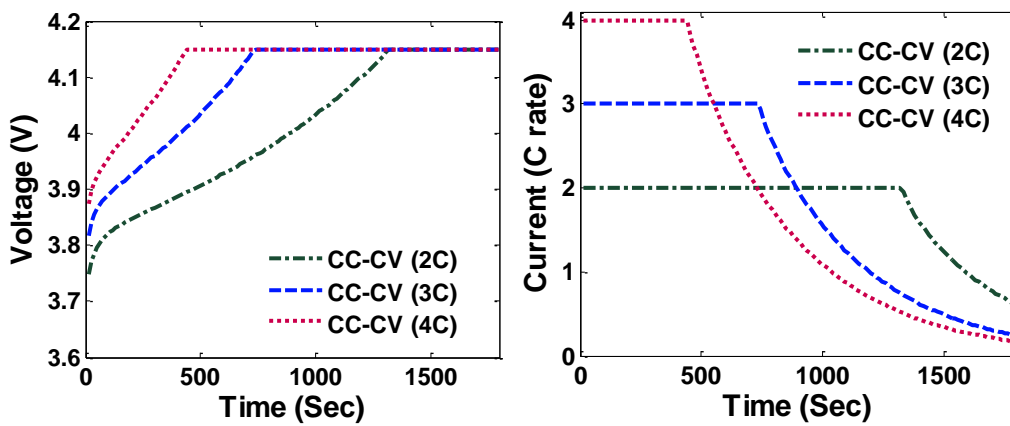 4.2
4.1
4
3.9
3.8
3.7
3.6
Voltage (V)
CC-CV (2C)
CC-CV (3C)
CC-CV (4C)
0
500
1000
1500
Time (Sec)
4
3
2
1
0
Current (C rate)
CC-CV (2C)
CC-CV (3C)
CC-CV (4C)
0
500
1000
1500
Time (Sec)